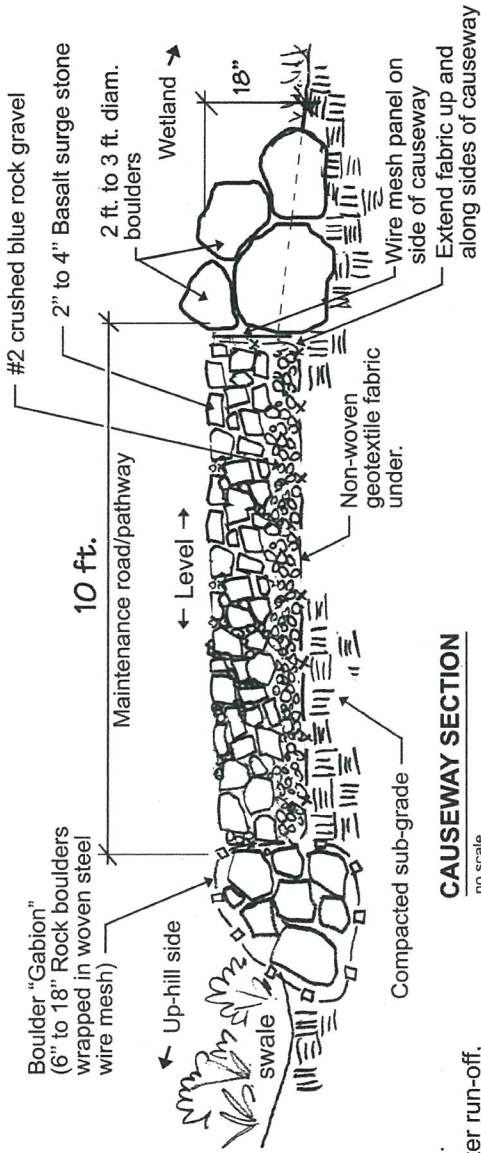 #2 crushed blue rock gravel
2" to 4" Basalt surge stone
2 ft. to 3 ft. diam.
boulders
Wetland
18"
10 ft.
Maintenance road/pathway
Level
Boulder "Gabion"
(6" to 18" Rock boulders
wrapped in woven steel
wire mesh)
Up-hill side
swale
Wire mesh panel on
side of causeway
Extend fabric up and
along sides of causeway
Non-woven
geotextile fabric
under.
Compacted sub-grade
CAUSEWAY SECTION
no scale
ter run-off.